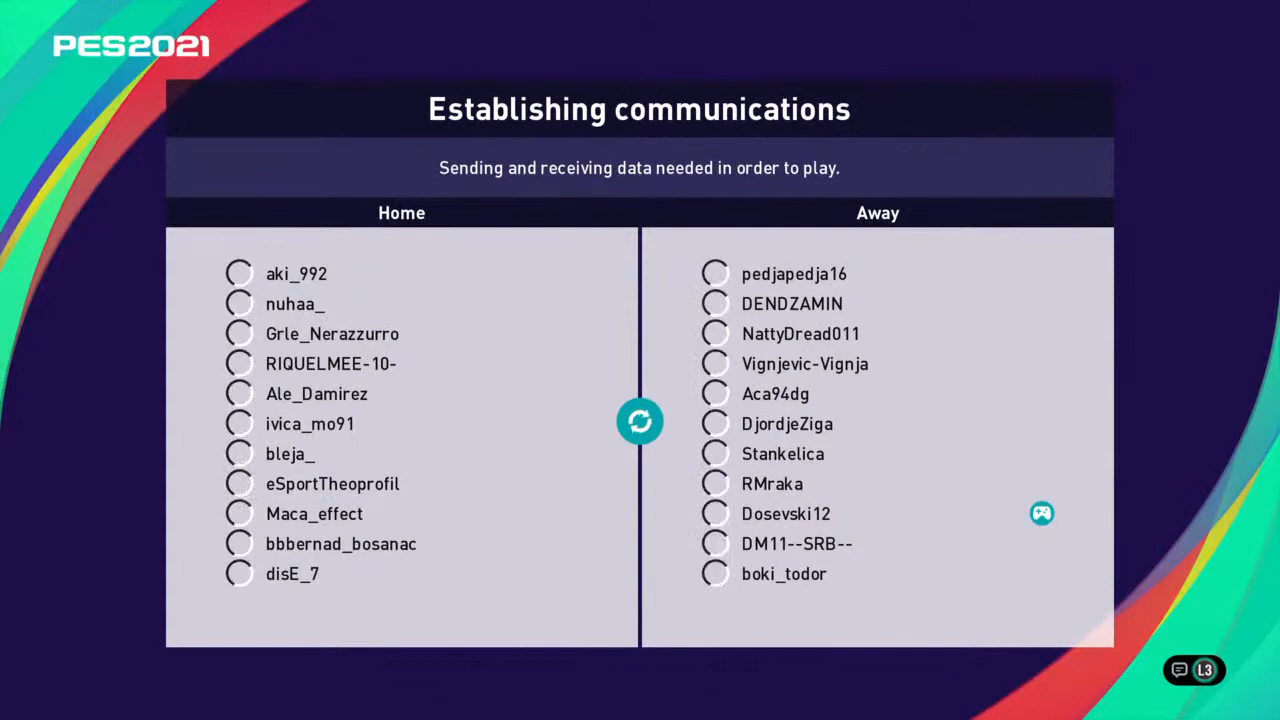 PES2021
Establishing communications
Sending and receiving data needed in order to play.
Home
Away
aki_992
nuhaa_
Grle_Nerazzurro
RIQUELMEE-10-
Ale_Damirez
ivica_mo91
bleja_
eSportTheoprofil
Maca_effect
bbbernad_bosanac
disE_7
pedjapedja16
DENDZAMIN
NattyDread011
Vignjevic-Vignja
Aca94dg
DjordjeZiga
Stankelica
RMraka
Dosevski12
DM11--SRB--
boki_todor
L3